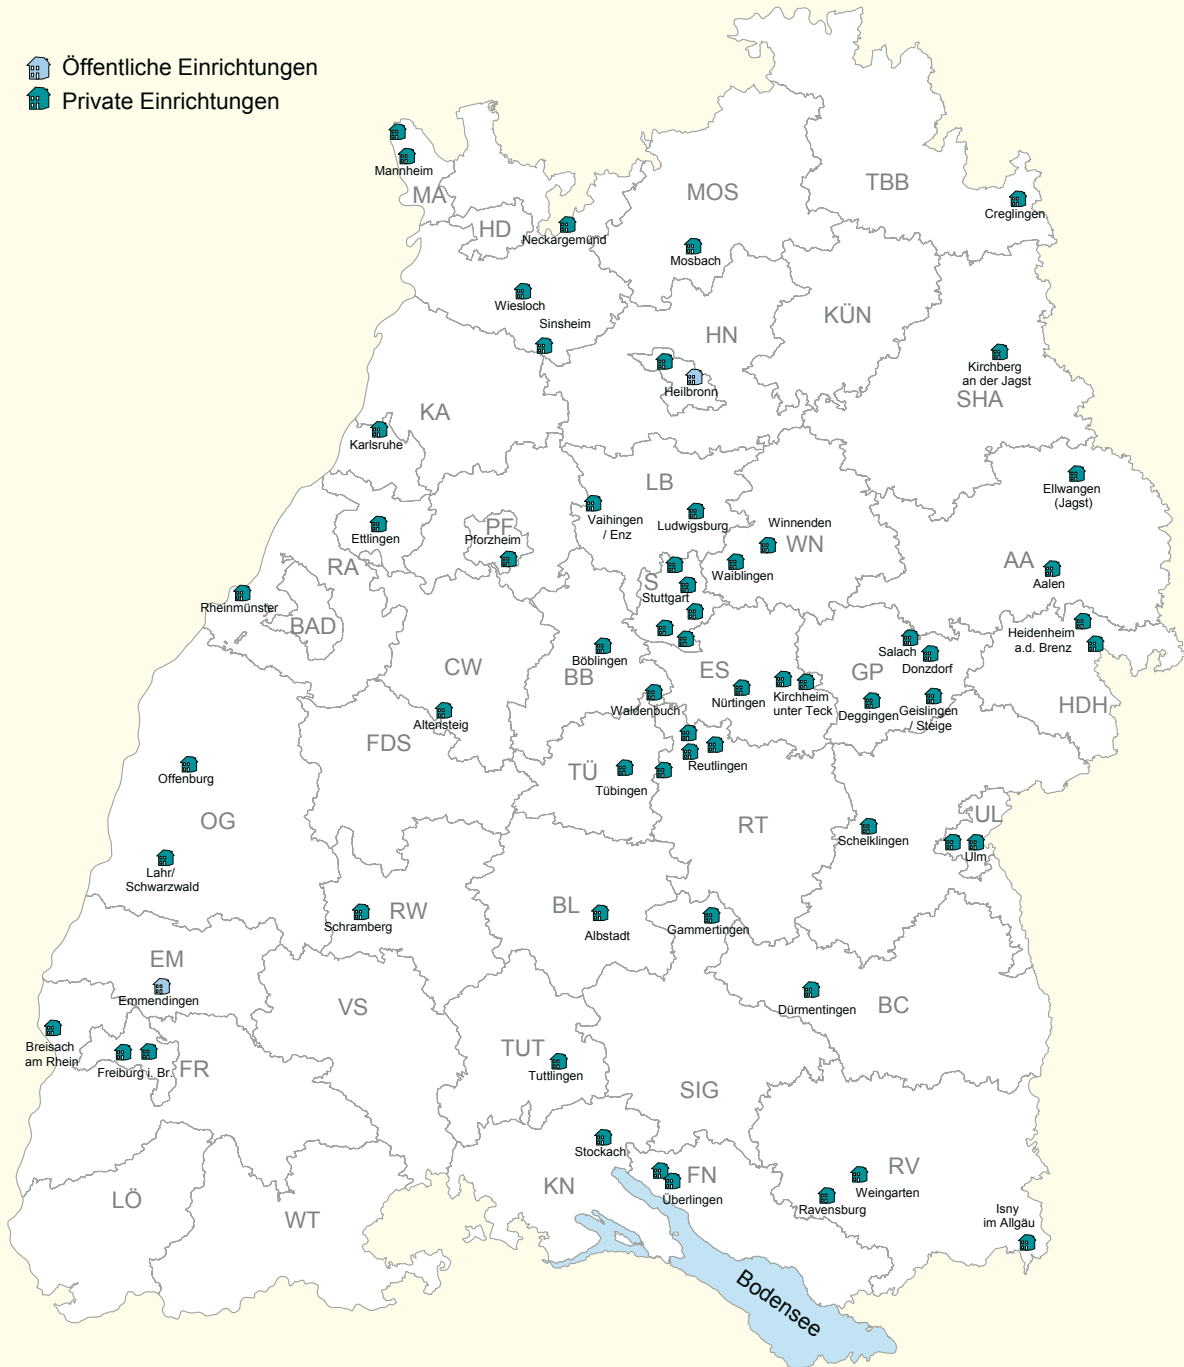 Öffentliche Einrichtungen
Private Einrichtungen
Mannheim
MA
HD
Neckargemünd
MOS
Mosbach
TBB
Creglingen
Wiesloch
Sinsheim
HN
Heilbronn
KÜN
Kirchberg
an der Jagst
SHA
KA
Karlsruhe
LB
Vaihingen
/ Enz
Ludwigsburg
Winnenden
WN
Waiblingen
Ellwangen
(Jagst)
AA
Aalen
Ettlingen
PF
Pforzheim
RA
Rheinmünster
BAD
S
Stuttgart
Heidenheim
a.d. Brenz
HDH
CW
Altensteig
Böblingen
BB
Waldenbuch
ES
Nürtingen
Kirchheim
unter Teck
GP
Salach
Donzdorf
Deggingen
Geislingen
/ Steige
FDS
TÜ
Tübingen
Reutlingen
RT
Offenburg
OG
Lahr/
Schwarzwald
UL
Schelklingen
Ulm
Schramberg
RW
BL
Albstadt
Gammertingen
EM
Emmendingen
VS
Dürmentingen
BC
Breisach
am Rhein
Freiburg i. Br.
FR
TUT
Tuttlingen
SIG
Stockach
KN
FN
Überlingen
RV
Weingarten
Ravensburg
Isny
im Allgäu
LÖ
WT
Bodensee